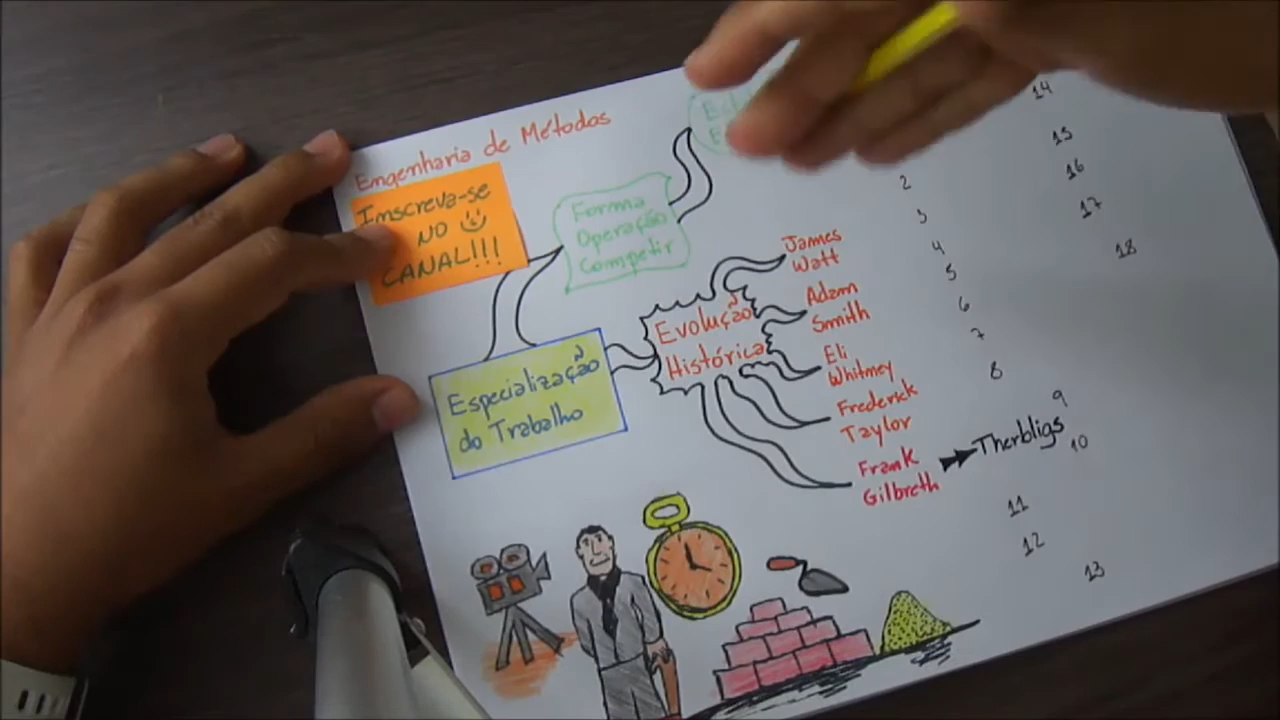 Engenharia de Métodos
Inscreva-se
NO
CANAL!!!
Forma
Operação
Competir
Especialização
do Trabalho
Evolução
Histórica
James
Watt
Adam
Smith
Eli
Whitney
Frederick
Taylor
Frank
Gilbreth
Therbligs
2
3
4
5
6
7
8
9
10
11
12
13
14
15
16
17
18